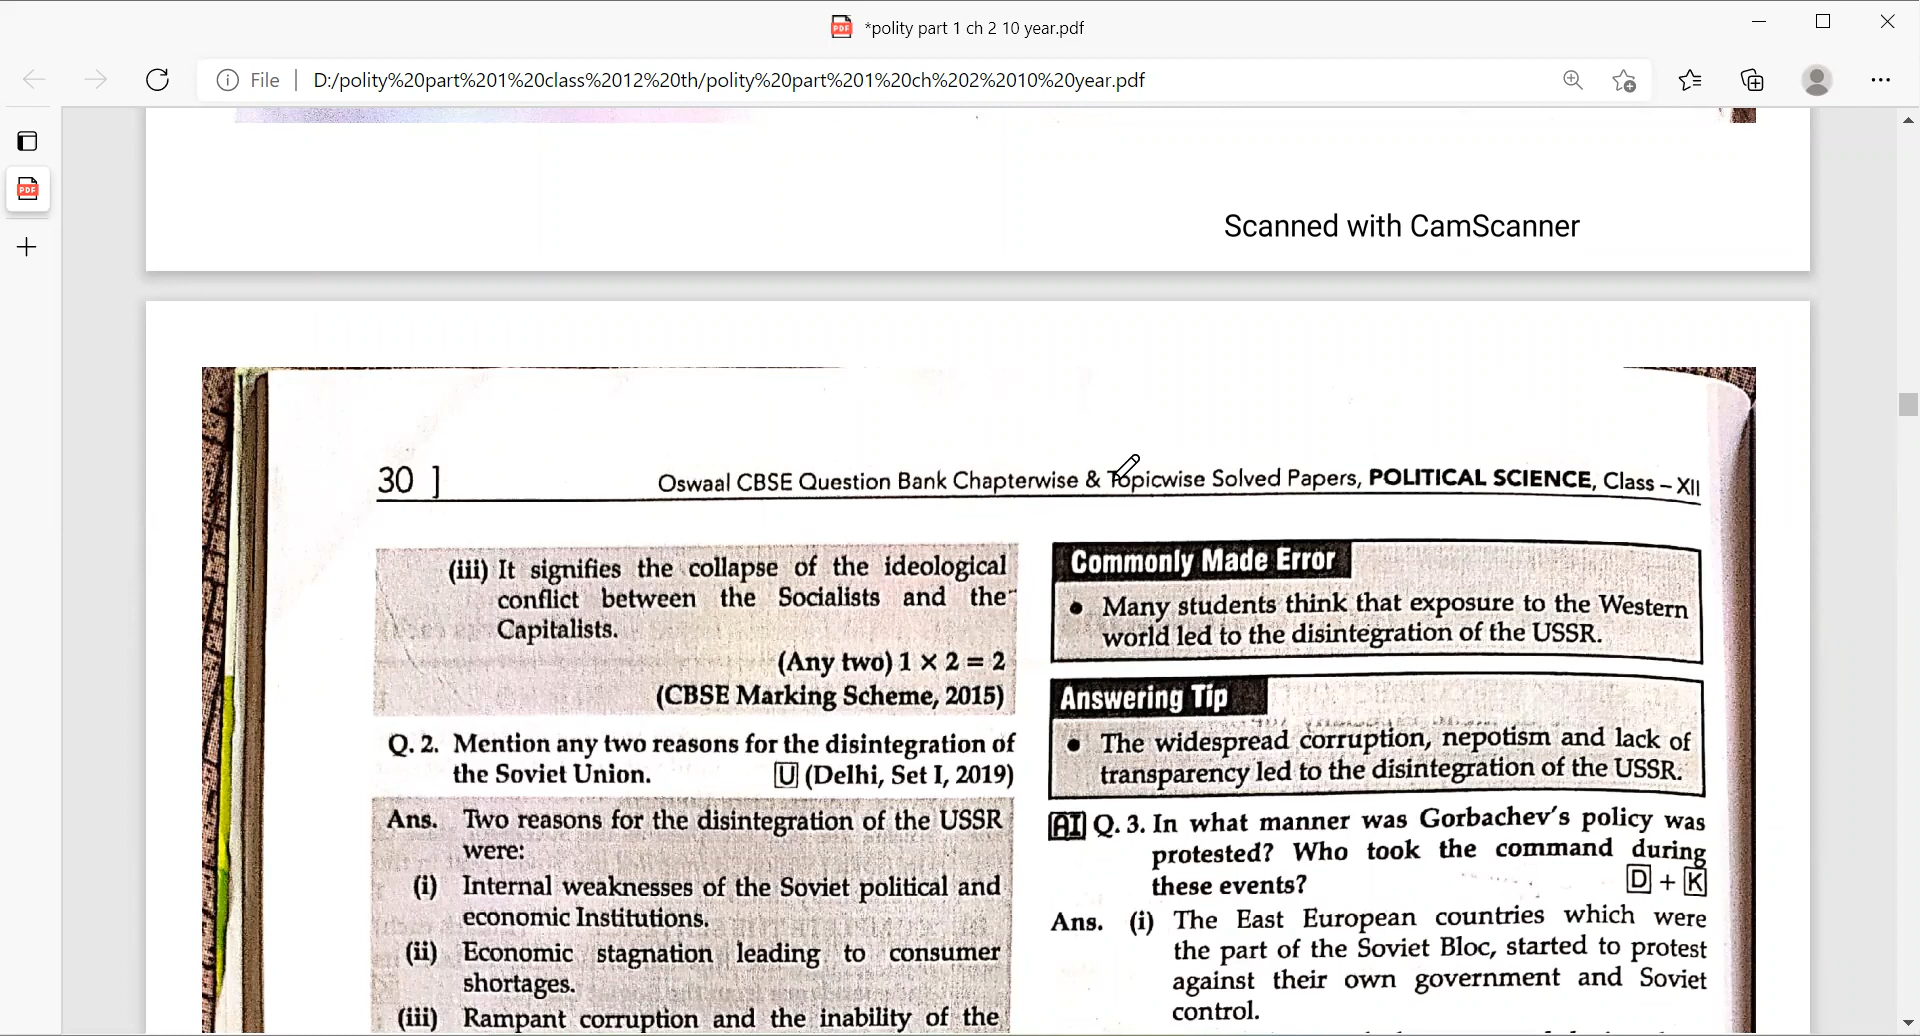 *polity part 1 ch 2 10 year.pdf
File
D:/polity%20part%201%20class%2012%20th/polity%20part%201%20ch%202%2010%20year.pdf
Scanned with CamScanner
30 ]
Oswaal CBSE Question Bank Chapterwise & Topicwise Solved Papers, POLITICAL SCIENCE, Class – XII
(iii) It signifies the collapse of the ideological
conflict between the Socialists and the
Capitalists.
(Any two) 1 × 2 = 2
(CBSE Marking Scheme, 2015)
Q. 2. Mention any two reasons for the disintegration of
the Soviet Union. U (Delhi, Set I, 2019)
Ans. Two reasons for the disintegration of the USSR
were:
(i) Internal weaknesses of the Soviet political and
economic Institutions.
(ii) Economic stagnation leading to consumer
shortages.
(iii) Rampant corruption and the inability of the
Commonly Made Error
• Many students think that exposure to the Western
world led to the disintegration of the USSR.
Answering Tip
• The widespread corruption, nepotism and lack of
transparency led to the disintegration of the USSR.
AI Q. 3. In what manner was Gorbachev's policy was
protested? Who took the command during
these events? D + K
Ans. (i) The East European countries which were
the part of the Soviet Bloc, started to protest
against their own government and Soviet
control.